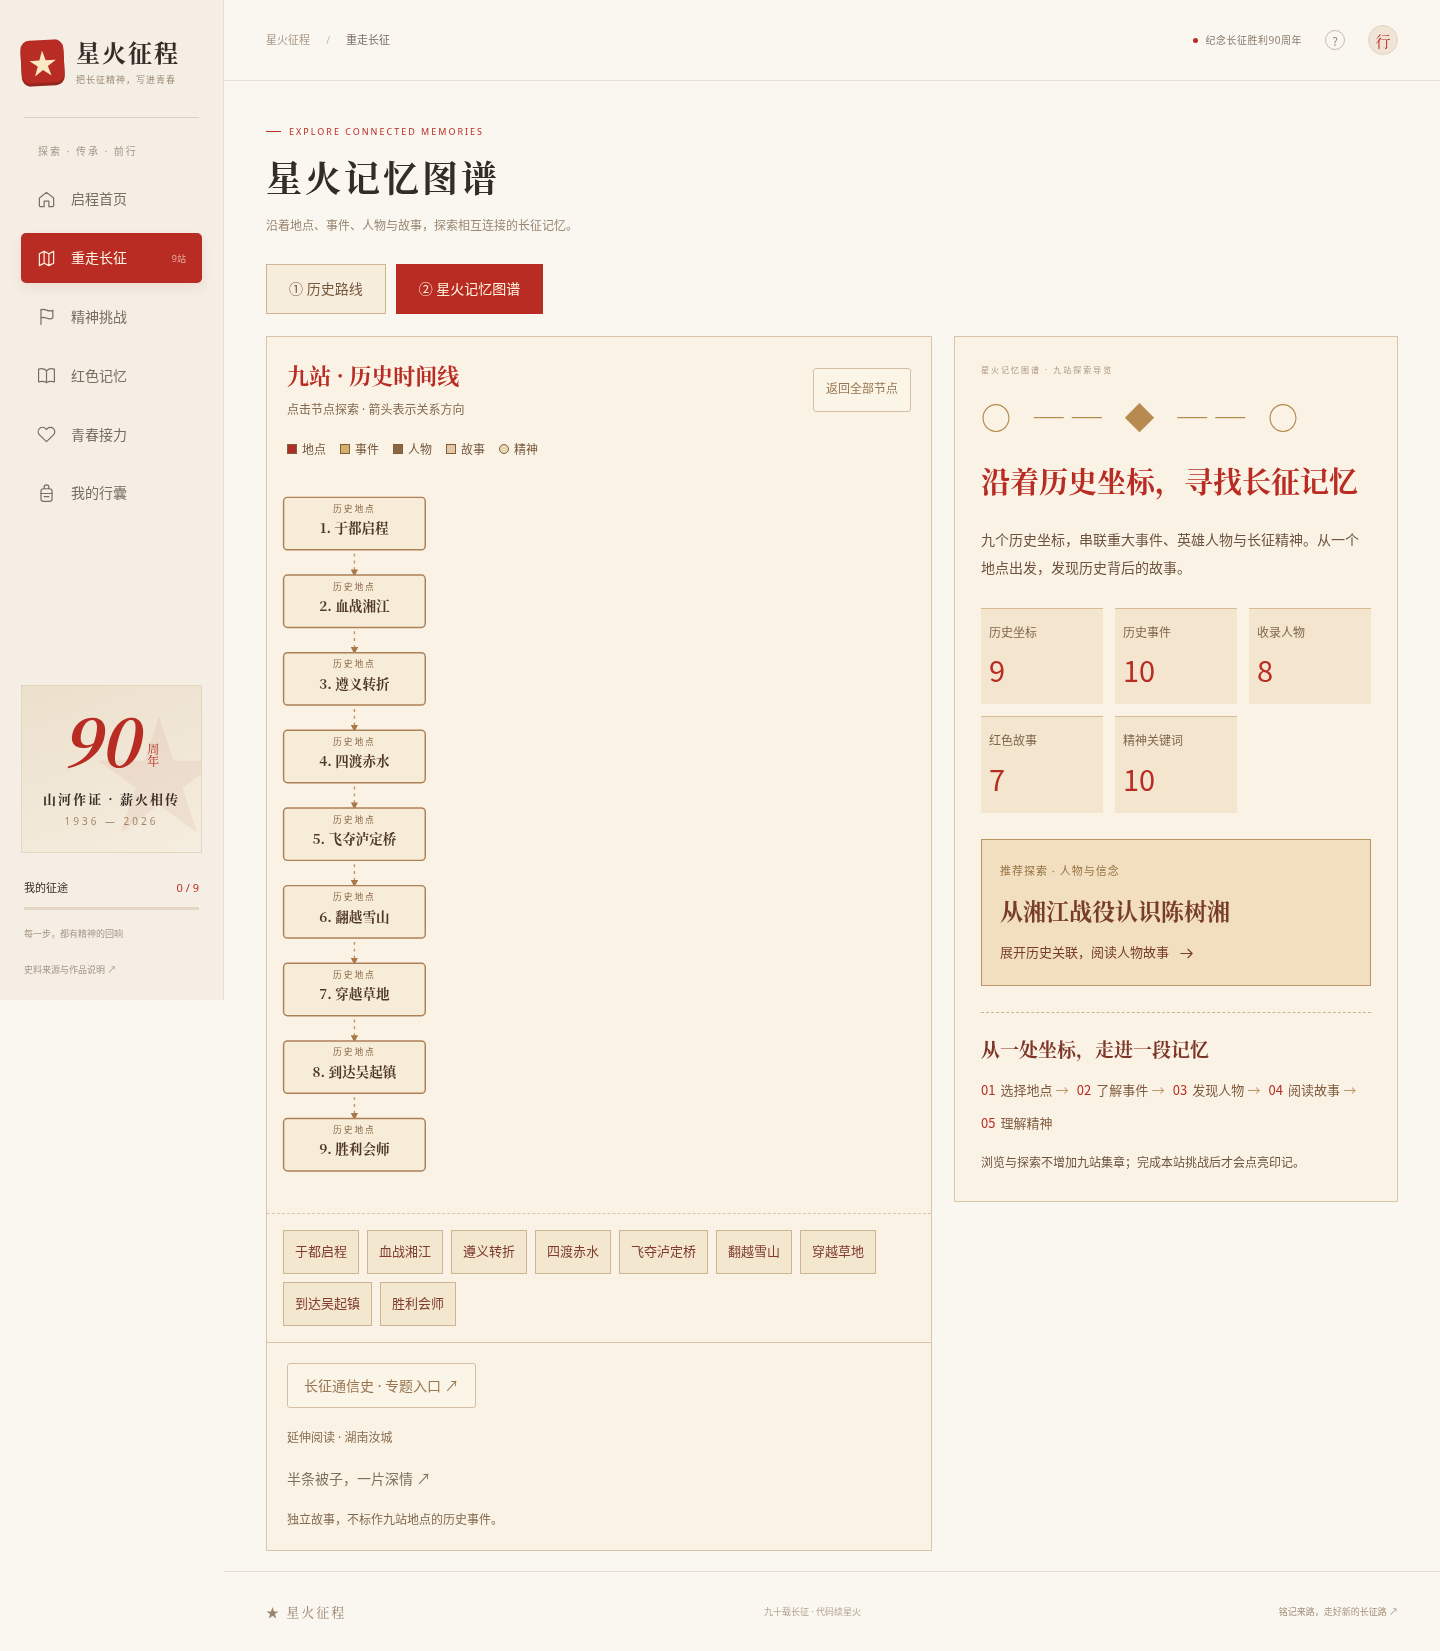 星火征程
把长征精神，写进青春
探索 · 传承 · 前行
启程首页
重走长征 9站
精神挑战
红色记忆
青春接力
我的行囊
90 周年
山河作证 · 薪火相传
1936 — 2026
我的征途 0 / 9
每一步，都有精神的回响
史料来源与作品说明 ↗
星火征程 / 重走长征
纪念长征胜利90周年 ? 行
EXPLORE CONNECTED MEMORIES
星火记忆图谱
沿着地点、事件、人物与故事，探索相互连接的长征记忆。
① 历史路线 ② 星火记忆图谱
九站 · 历史时间线
返回全部节点
点击节点探索 · 箭头表示关系方向
地点 事件 人物 故事 精神
历史地点
1. 于都启程
历史地点
2. 血战湘江
历史地点
3. 遵义转折
历史地点
4. 四渡赤水
历史地点
5. 飞夺泸定桥
历史地点
6. 翻越雪山
历史地点
7. 穿越草地
历史地点
8. 到达吴起镇
历史地点
9. 胜利会师
于都启程 血战湘江 遵义转折 四渡赤水 飞夺泸定桥 翻越雪山 穿越草地
到达吴起镇 胜利会师
长征通信史 · 专题入口 ↗
延伸阅读 · 湖南汝城
半条被子，一片深情 ↗
独立故事，不标作九站地点的历史事件。
星火记忆图谱 · 九站探索导览
沿着历史坐标，寻找长征记忆
九个历史坐标，串联重大事件、英雄人物与长征精神。从一个
地点出发，发现历史背后的故事。
历史坐标 历史事件 收录人物
9 10 8
红色故事 精神关键词
7 10
推荐探索 · 人物与信念
从湘江战役认识陈树湘
展开历史关联，阅读人物故事 →
从一处坐标，走进一段记忆
01 选择地点 → 02 了解事件 → 03 发现人物 → 04 阅读故事 →
05 理解精神
浏览与探索不增加九站集章；完成本站挑战后才会点亮印记。
★ 星火征程
九十载长征 · 代码续星火
铭记来路，走好新的长征路 ↗